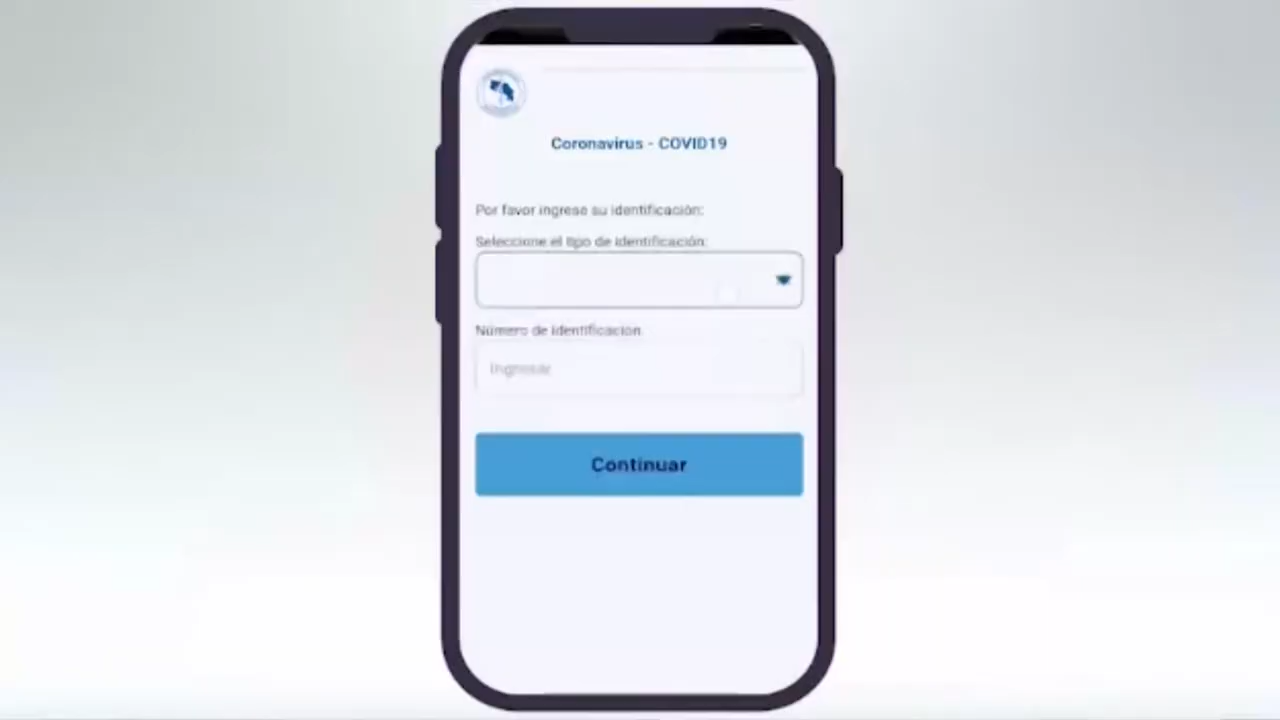 Coronavirus - COVID19
Por favor ingrese su identificación:
Seleccione el tipo de identificación:
Número de identificación
Ingresar
Continuar